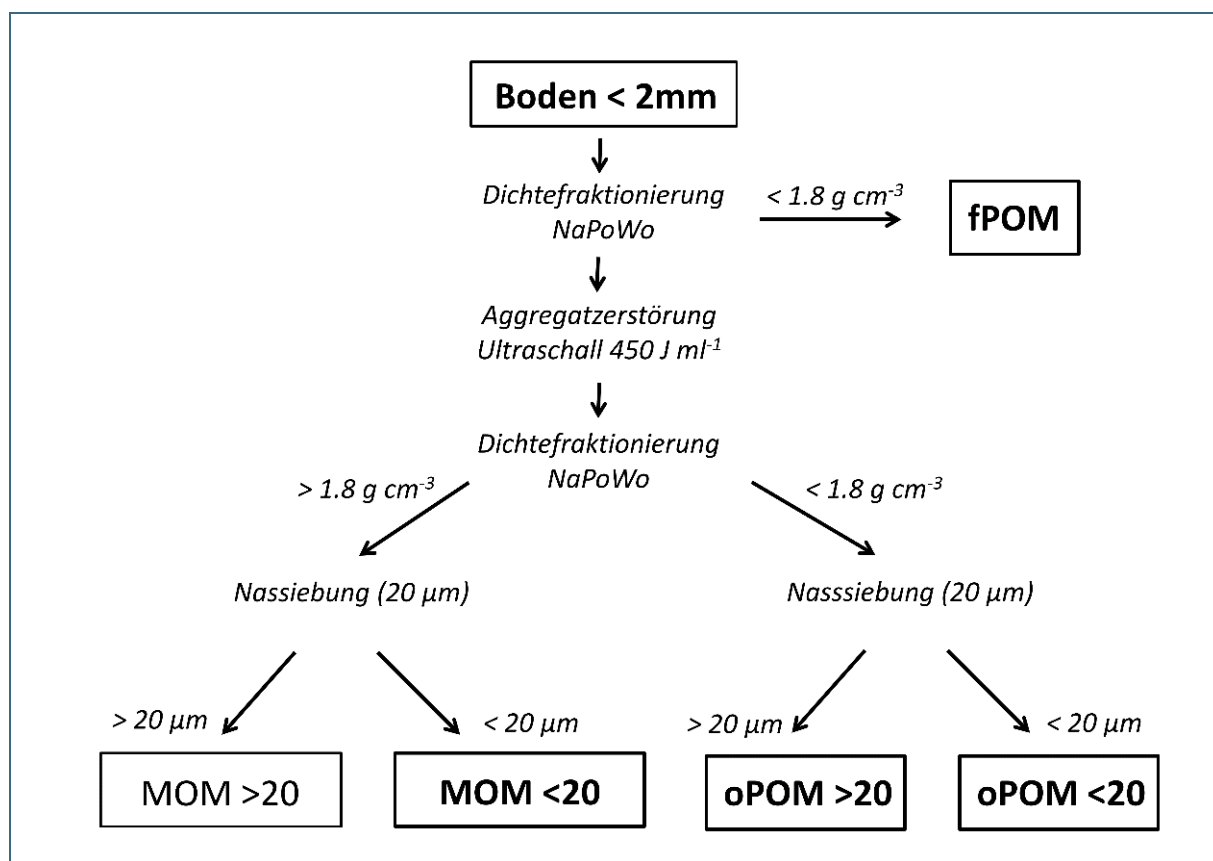 Boden < 2mm
Dichtefraktionierung
NaPoWo
< 1.8 g cm-3
fPOM
Aggregatzerstörung
Ultraschall 450 J ml-1
Dichtefraktionierung
NaPoWo
> 1.8 g cm-3
< 1.8 g cm-3
Nassiebung (20 µm)
Nasssiebung (20 µm)
> 20 µm
< 20 µm
> 20 µm
< 20 µm
MOM >20
MOM <20
oPOM >20
oPOM <20